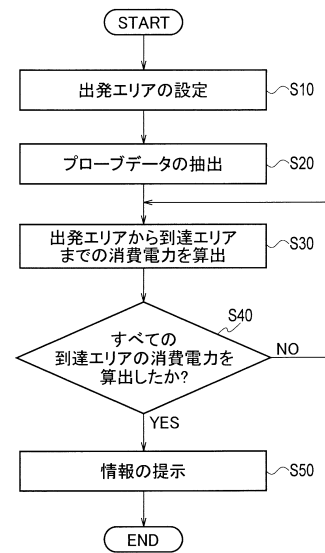 START
出発エリアの設定
S10
プローブデータの抽出
S20
出発エリアから到達エリア
までの消費電力を算出
S30
S40
すべての
到達エリアの消費電力を
算出したか?
NO
YES
情報の提示
S50
END